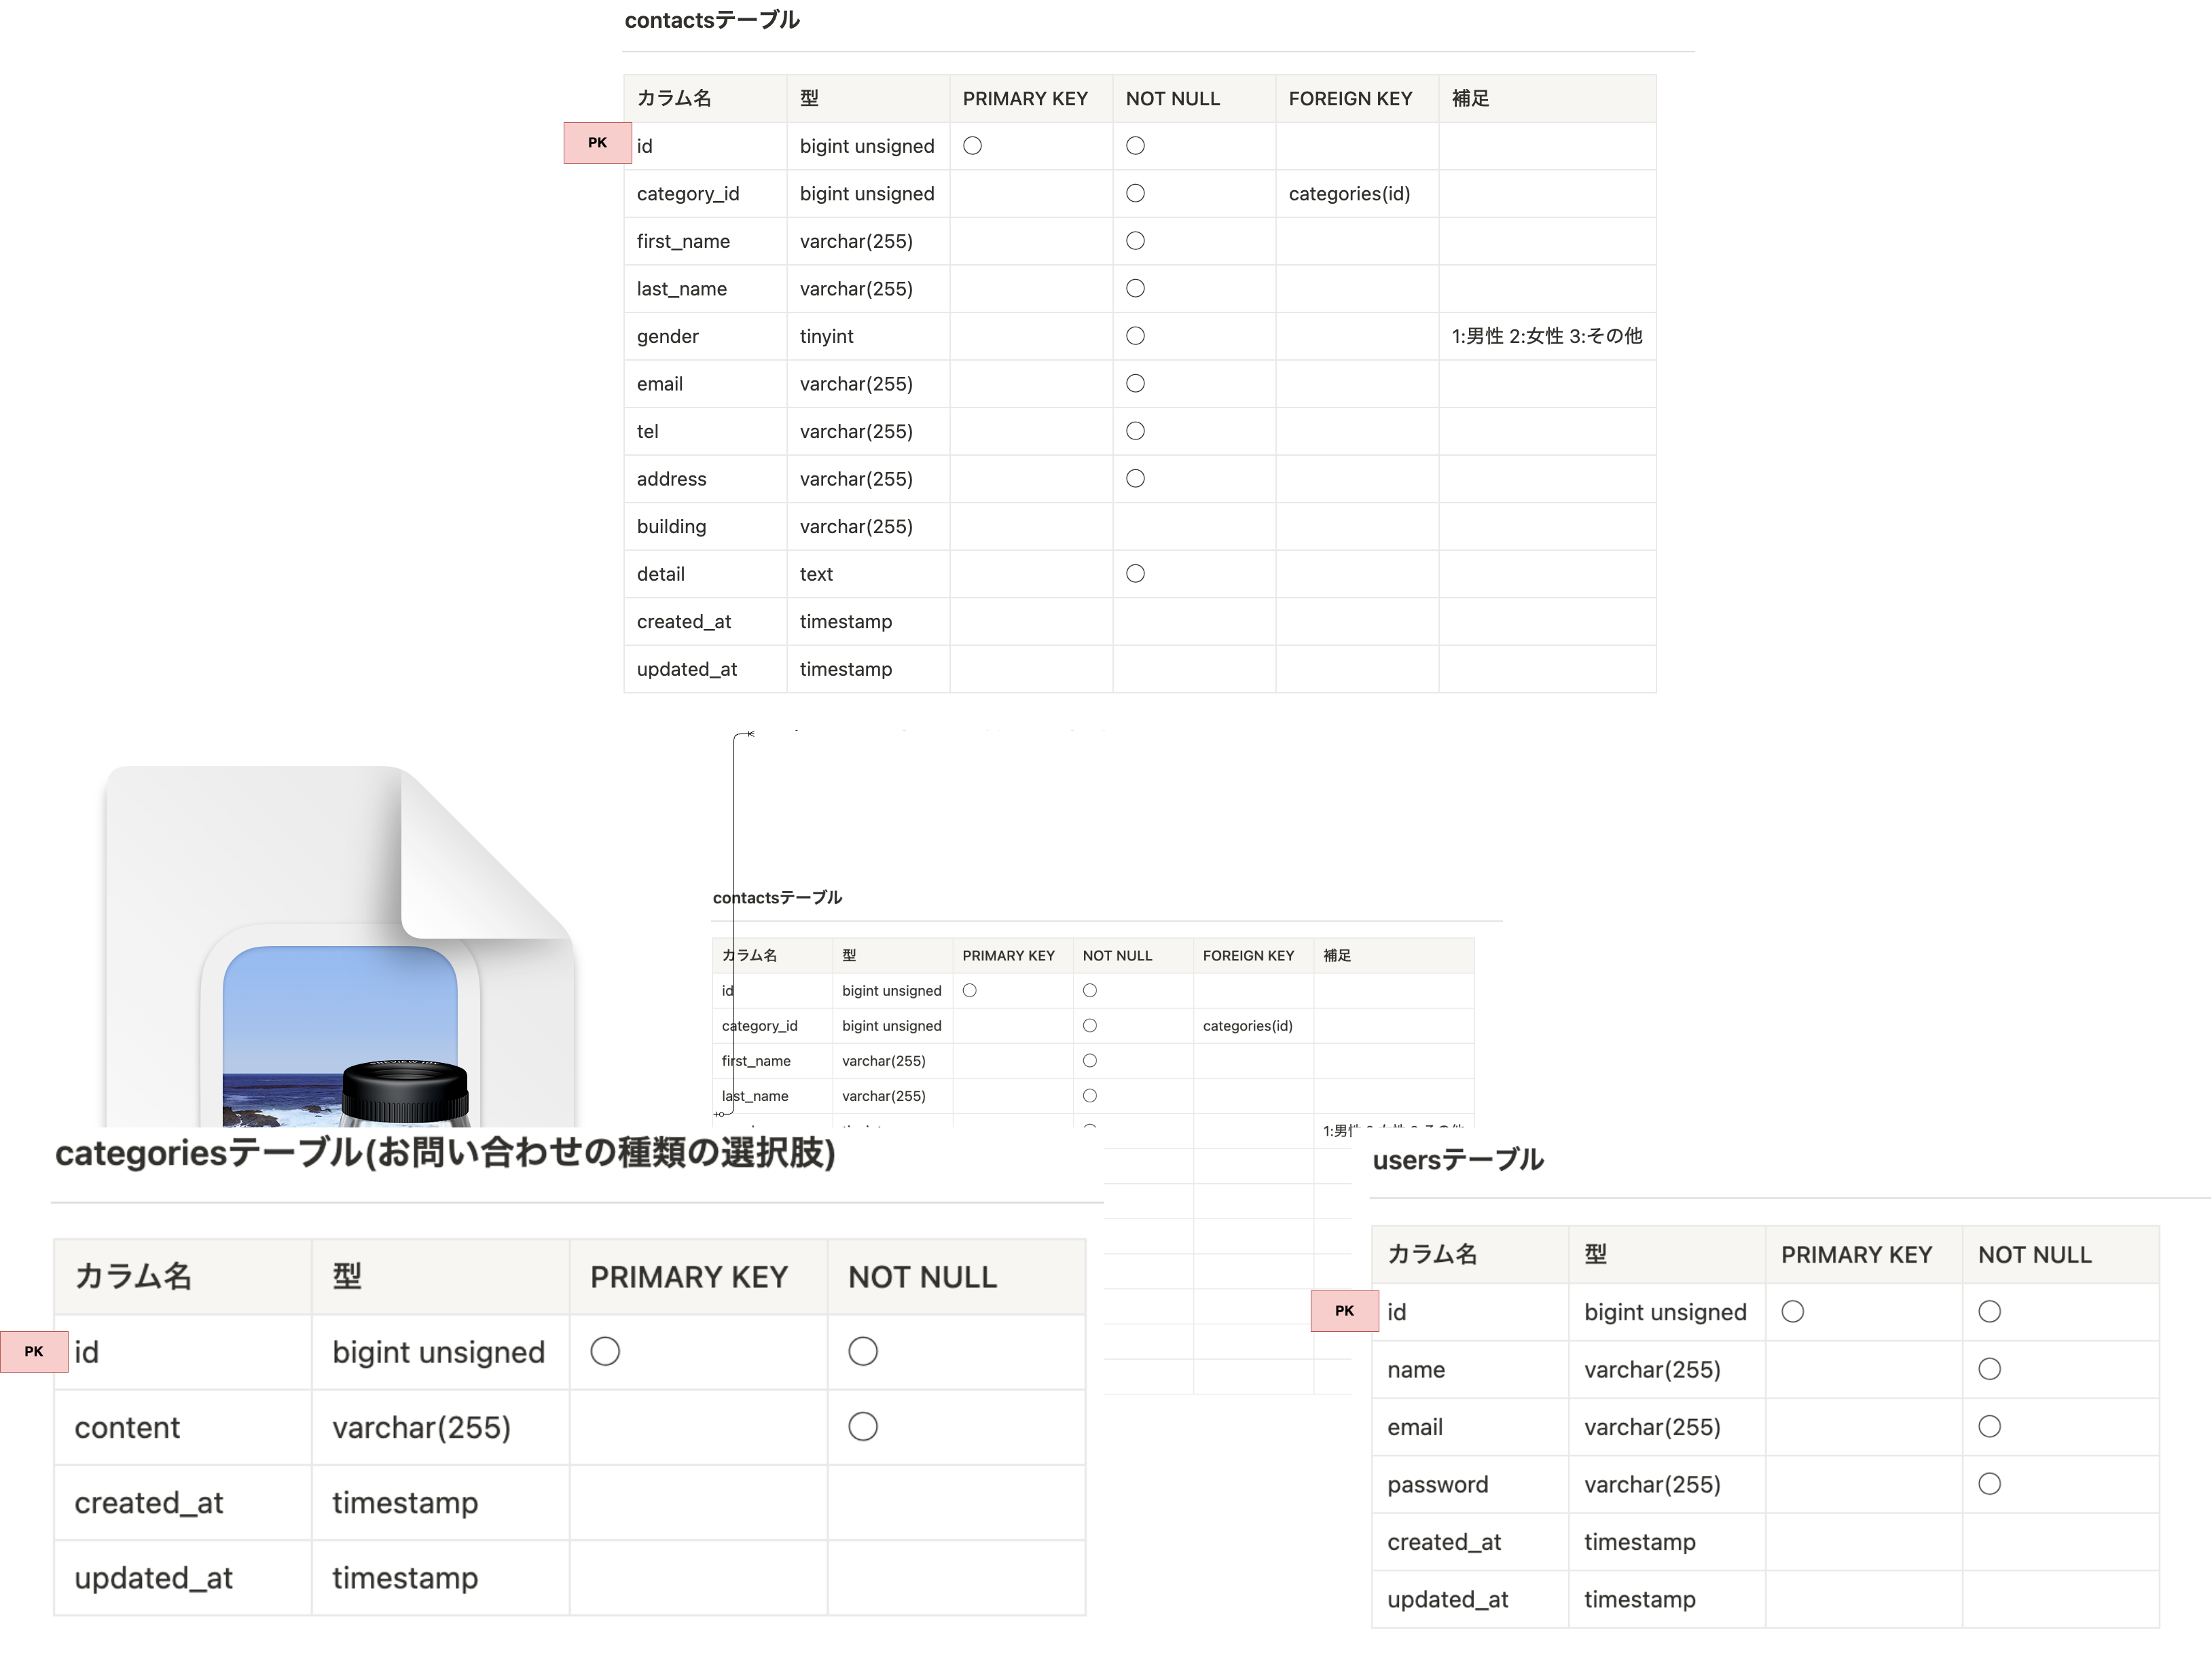 contactsテーブル
カラム名 型 PRIMARY KEY NOT NULL FOREIGN KEY 補足
PK id bigint unsigned ○ ○
category_id bigint unsigned ○ categories(id)
first_name varchar(255) ○
last_name varchar(255) ○
gender tinyint ○ 1:男性 2:女性 3:その他
email varchar(255) ○
tel varchar(255) ○
address varchar(255) ○
building varchar(255)
detail text ○
created_at timestamp
updated_at timestamp
contactsテーブル
カラム名 型 PRIMARY KEY NOT NULL FOREIGN KEY 補足
id bigint unsigned ○ ○
category_id bigint unsigned ○ categories(id)
first_name varchar(255) ○
last_name varchar(255) ○
categoriesテーブル(お問い合わせの種類の選択肢)
カラム名 型 PRIMARY KEY NOT NULL
PK id bigint unsigned ○ ○
content varchar(255) ○
created_at timestamp
updated_at timestamp
usersテーブル
カラム名 型 PRIMARY KEY NOT NULL
PK id bigint unsigned ○ ○
name varchar(255) ○
email varchar(255) ○
password varchar(255) ○
created_at timestamp
updated_at timestamp